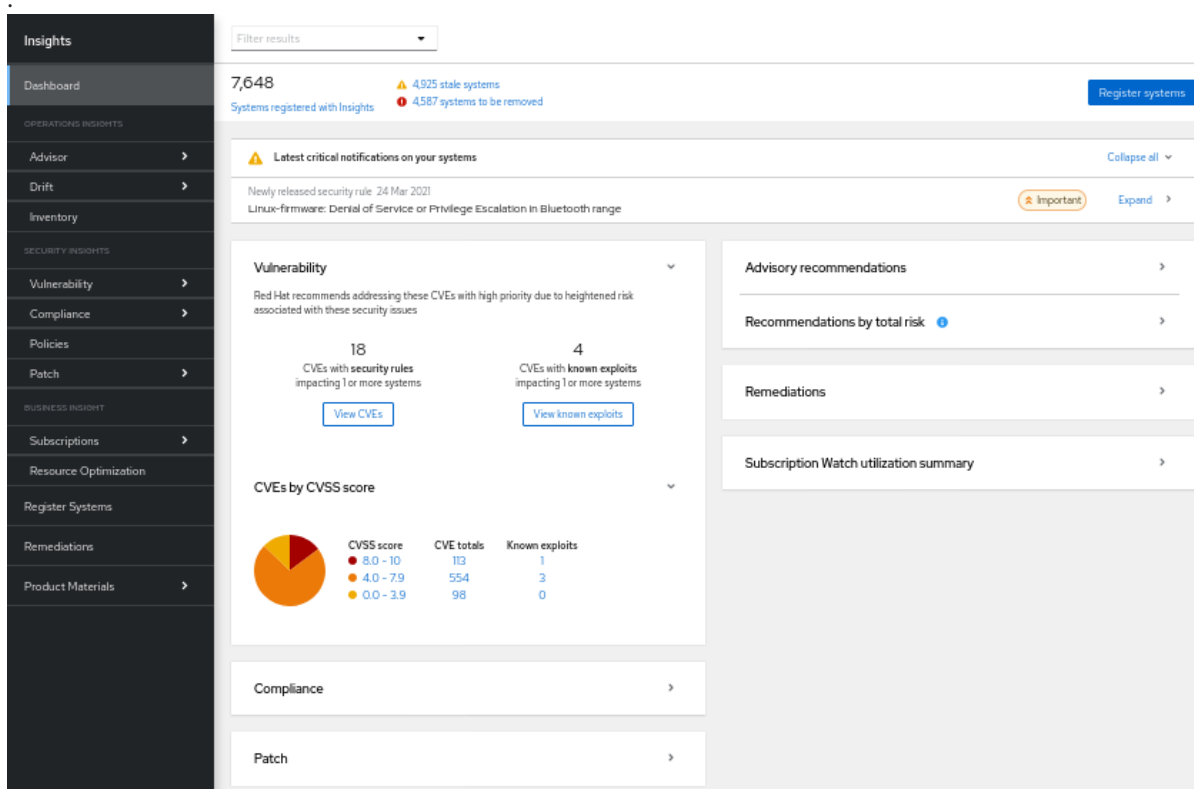 .
Insights
Dashboard
OPERATIONS INSIGHTS
Advisor
Drift
Inventory
SECURITY INSIGHTS
Vulnerability
Compliance
Policies
Patch
BUSINESS INSIGHT
Subscriptions
Resource Optimization
Register Systems
Remediations
Product Materials
Filter results
7,648
Systems registered with Insights
4,925 stale systems
4,587 systems to be removed
Register systems
Latest critical notifications on your systems
Collapse all
Newly released security rule 24 Mar 2021
Linux-firmware: Denial of Service or Privilege Escalation in Bluetooth range
Important
Expand
Vulnerability
Red Hat recommends addressing these CVEs with high priority due to heightened risk
associated with these security issues
18
CVEs with security rules
impacting 1 or more systems
View CVEs
4
CVEs with known exploits
impacting 1 or more systems
View known exploits
CVEs by CVSS score
CVSS score CVE totals Known exploits
8.0 - 10 113 1
4.0 - 7.9 554 3
0.0 - 3.9 98 0
Compliance
Patch
Advisory recommendations
Recommendations by total risk
Remediations
Subscription Watch utilization summary